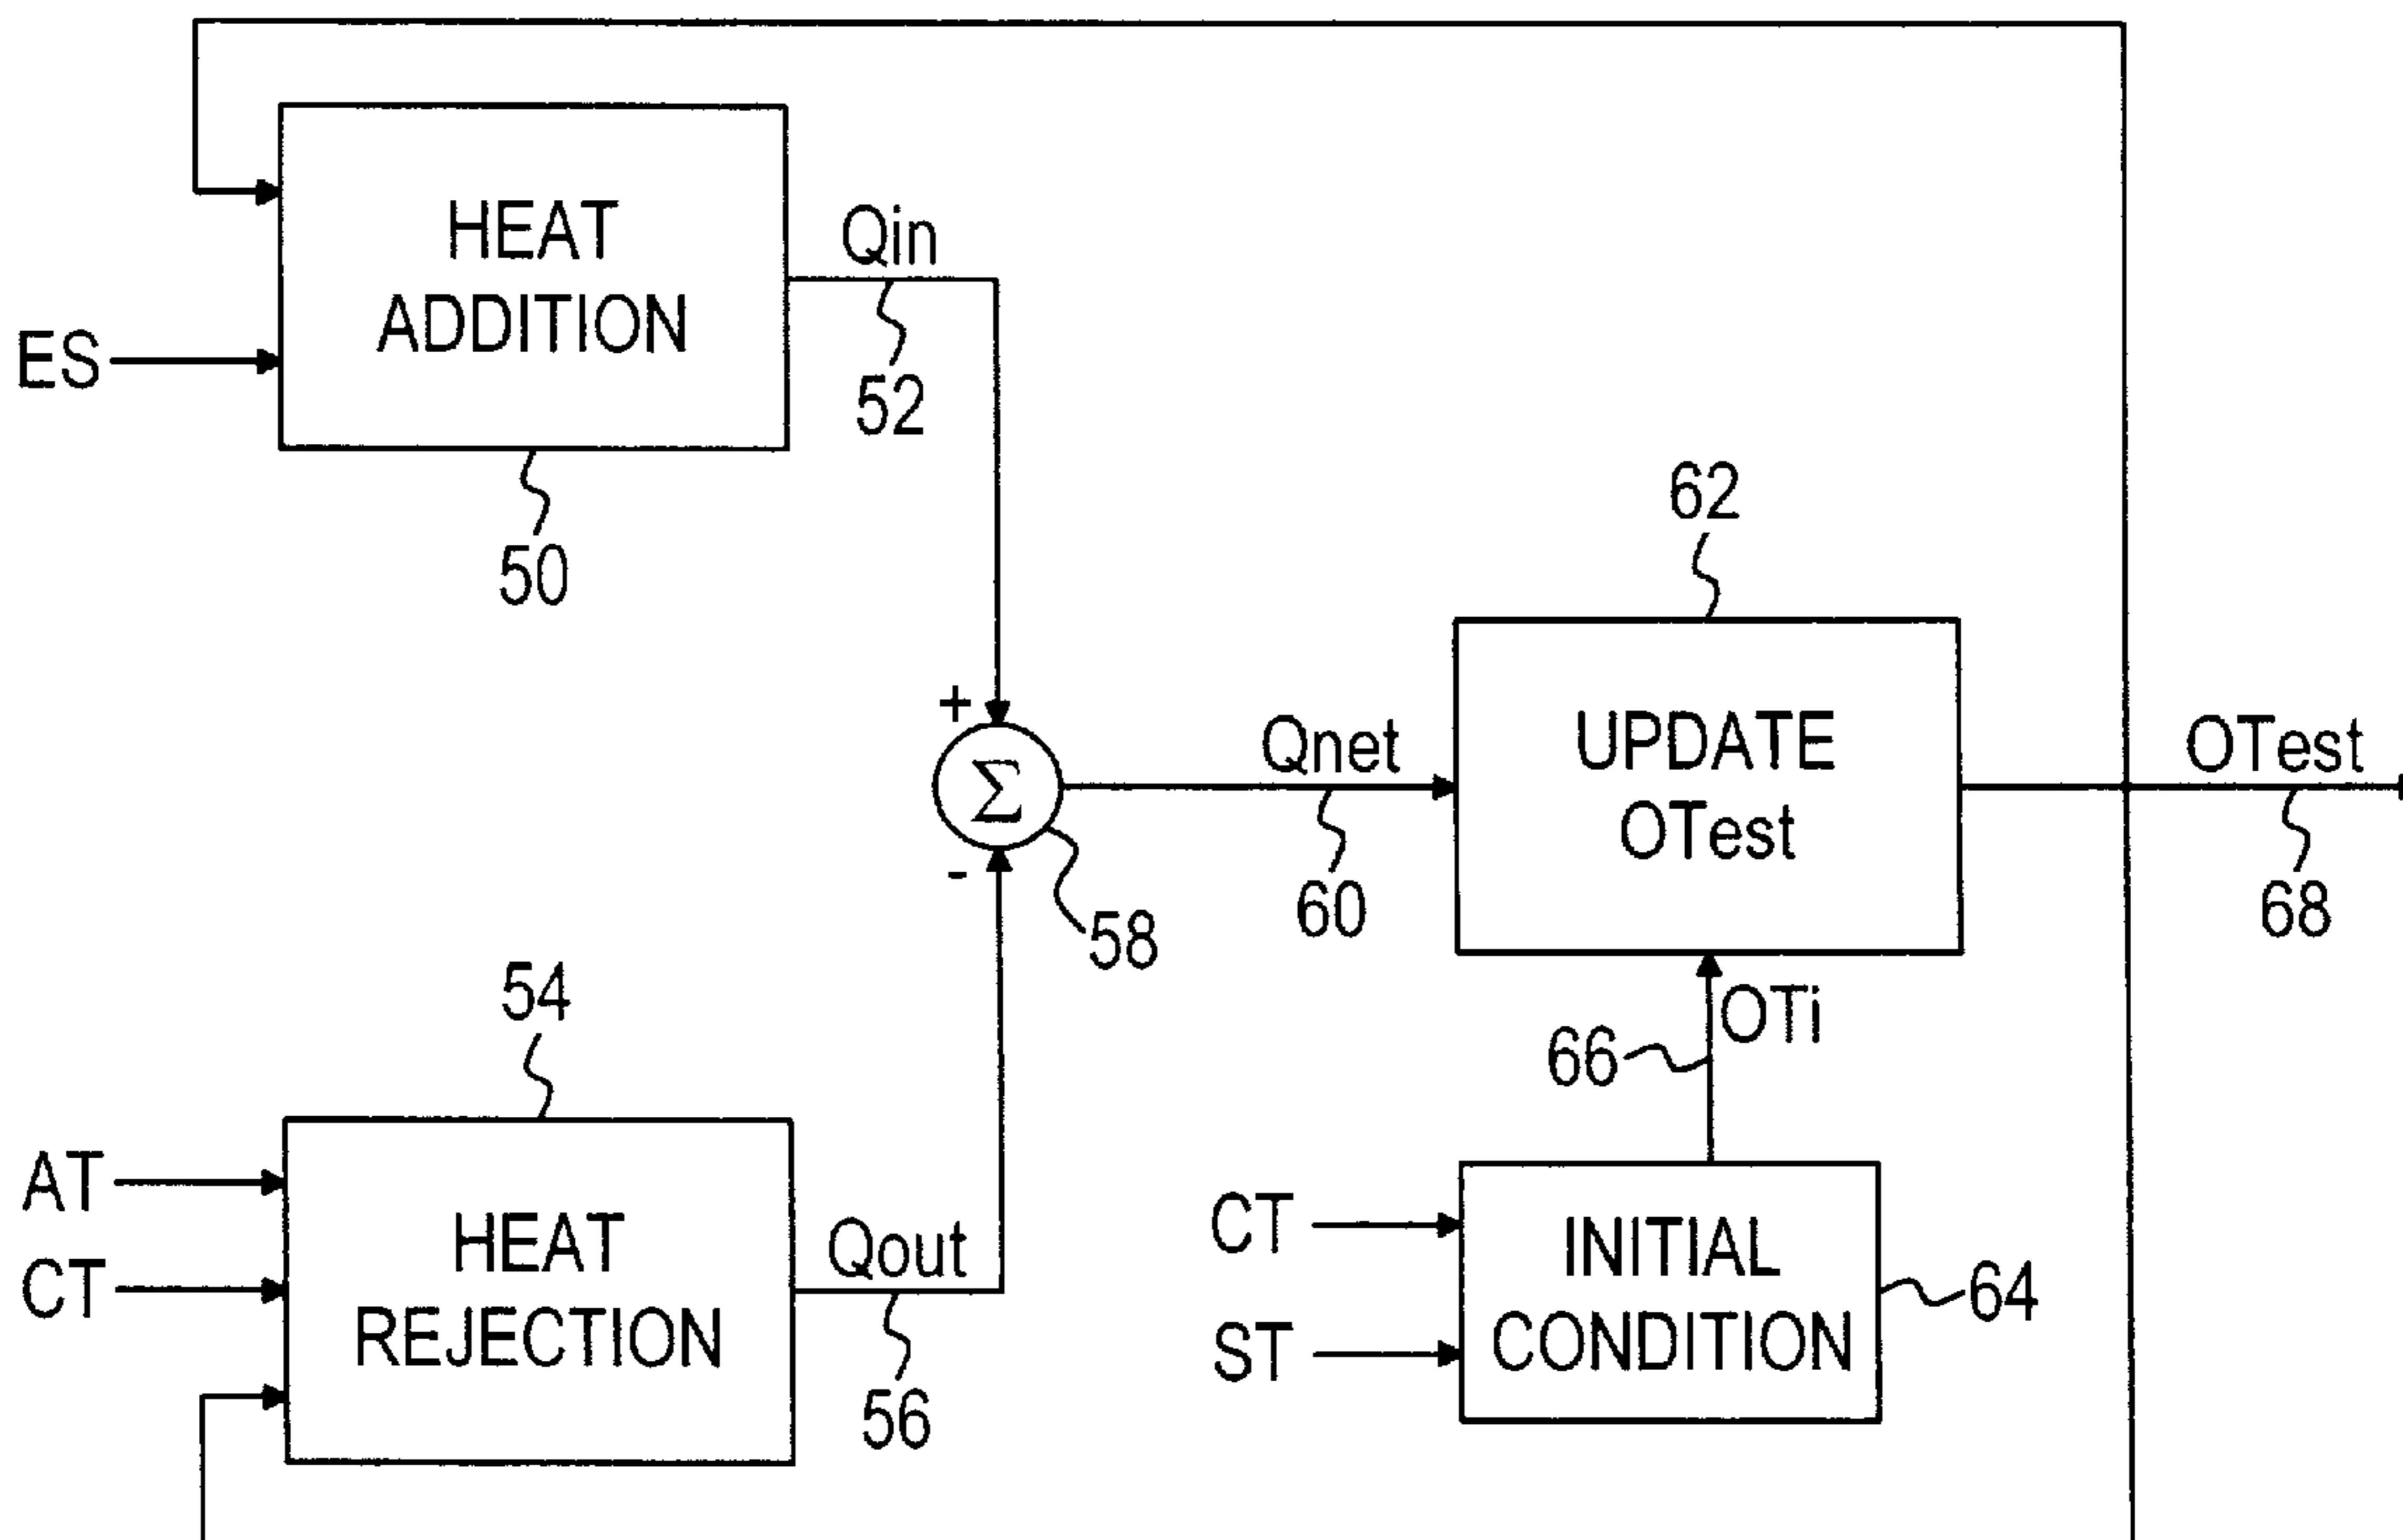 HEAT
ADDITION
Qin
52
ES
50
62
+
Σ
Qnet
60
UPDATE
OTest
OTest
68
-
58
54
OTi
66
AT
CT
HEAT
REJECTION
Qout
56
CT
ST
INITIAL
CONDITION
64